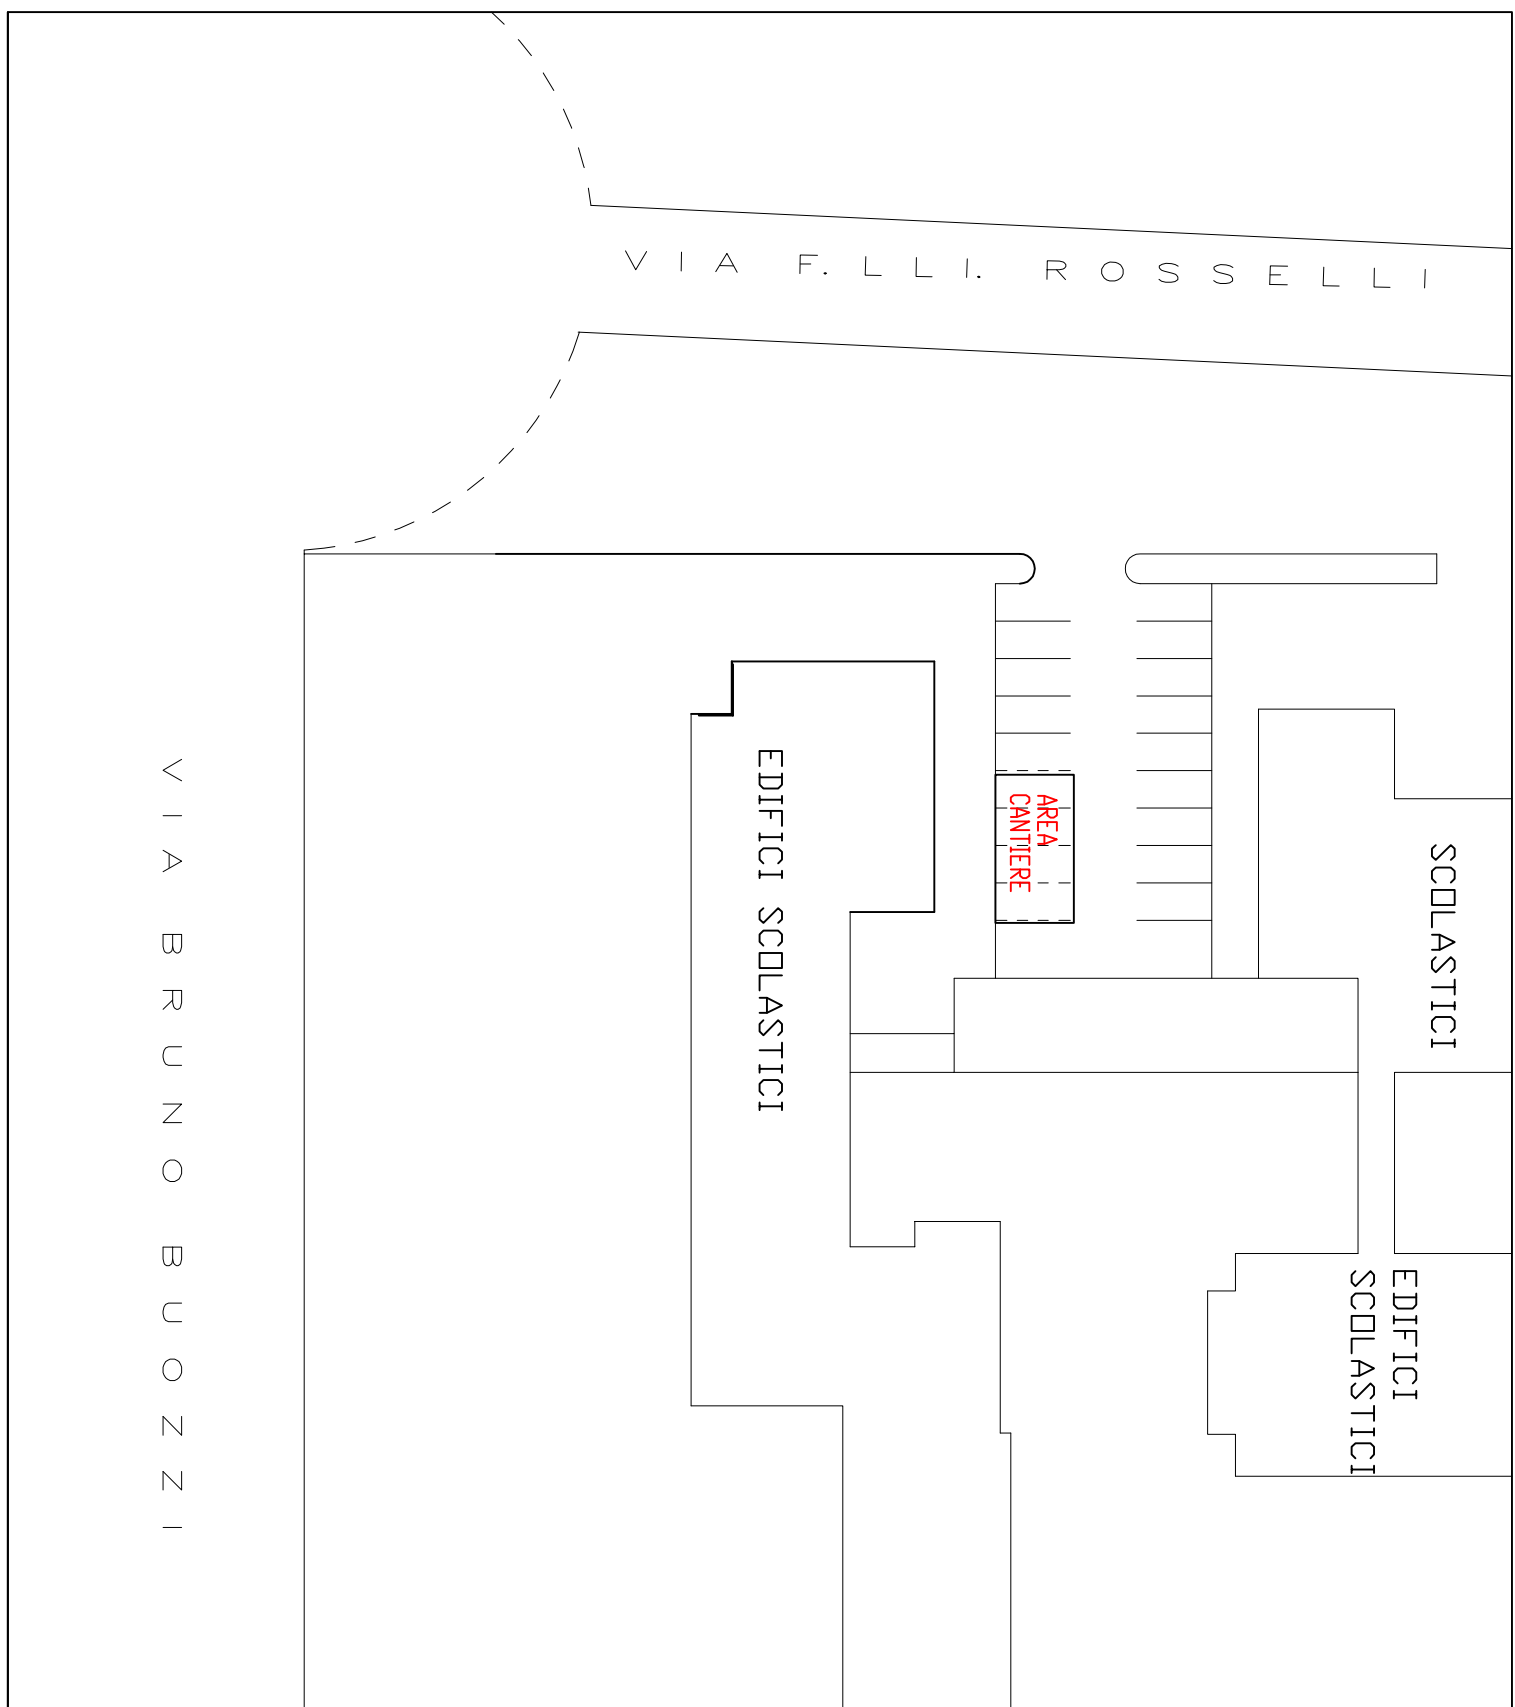 VIA F.LLI. ROSSELLI
AREA
CANTIERE
EDIFICI SCOLASTICI
SCOLASTICI
EDIFICI
SCOLASTICI
VIA BRUNO BUOZZI